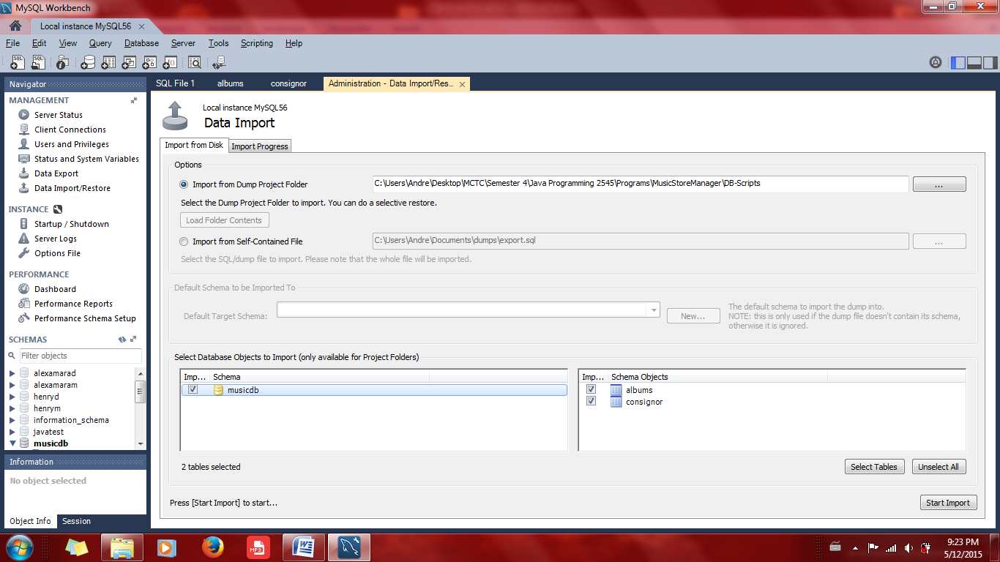 MySQL Workbench
Local instance MySQL56
File Edit View Query Database Server Tools Scripting Help
Navigator
SQL File 1 albums consignor Administration - Data Import/Res...
MANAGEMENT
Server Status
Client Connections
Users and Privileges
Status and System Variables
Data Export
Data Import/Restore
INSTANCE
Startup / Shutdown
Server Logs
Options File
PERFORMANCE
Dashboard
Performance Reports
Performance Schema Setup
SCHEMAS
Filter objects
alexamarad
alexamaram
henryd
henrym
information_schema
javatest
musicdb
Information
No object selected
Object Info Session
Local instance MySQL56
Data Import
Import from Disk Import Progress
Options
Import from Dump Project Folder C:\Users\Andre\Desktop\MCTC\Semester 4\Java Programming 2545\Programs\MusicStoreManager\DB-Scripts ...
Select the Dump Project Folder to import. You can do a selective restore.
Load Folder Contents
Import from Self-Contained File C:\Users\Andre\Documents\dumps\export.sql ...
Select the SQL/dump file to import. Please note that the whole file will be imported.
Default Schema to be Imported To
Default Target Schema: New...
The default schema to import the dump into.
NOTE: this is only used if the dump file doesn't contain its schema,
otherwise it is ignored.
Select Database Objects to Import (only available for Project Folders)
Imp... Schema
musicdb
Imp... Schema Objects
albums
consignor
2 tables selected
Select Tables Unselect All
Press [Start Import] to start...
Start Import
MP3
9:23 PM
5/12/2015